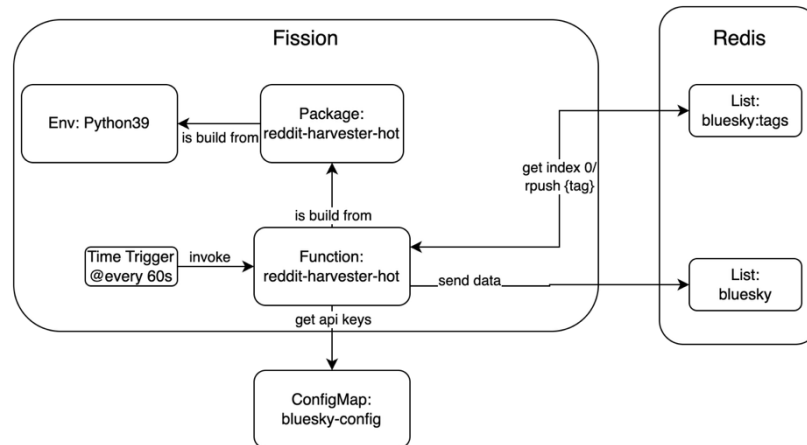 Fission
Redis
Env: Python39
Package:
reddit-harvester-hot
List:
bluesky:tags
is build from
get index 0/
rpush {tag}
is build from
Time Trigger
@every 60s
invoke
Function:
reddit-harvester-hot
send data
List:
bluesky
get api keys
ConfigMap:
bluesky-config